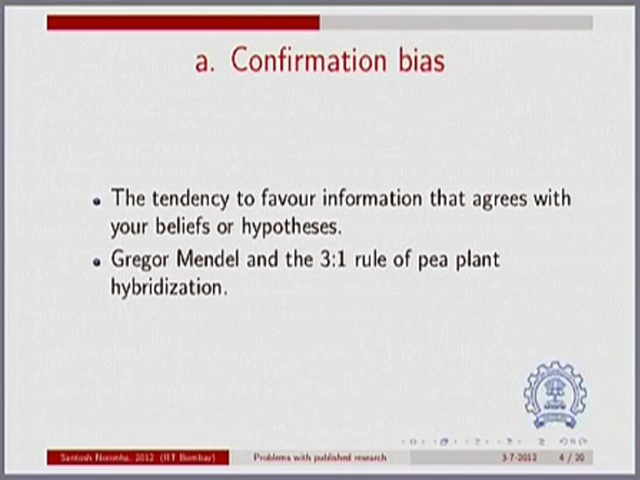 a. Confirmation bias
The tendency to favour information that agrees with
your beliefs or hypotheses.
Gregor Mendel and the 3:1 rule of pea plant
hybridization.
Santosh Noronha, 2012 (IIT Bombay)
Problems with published research
3-7-2012
4 / 20